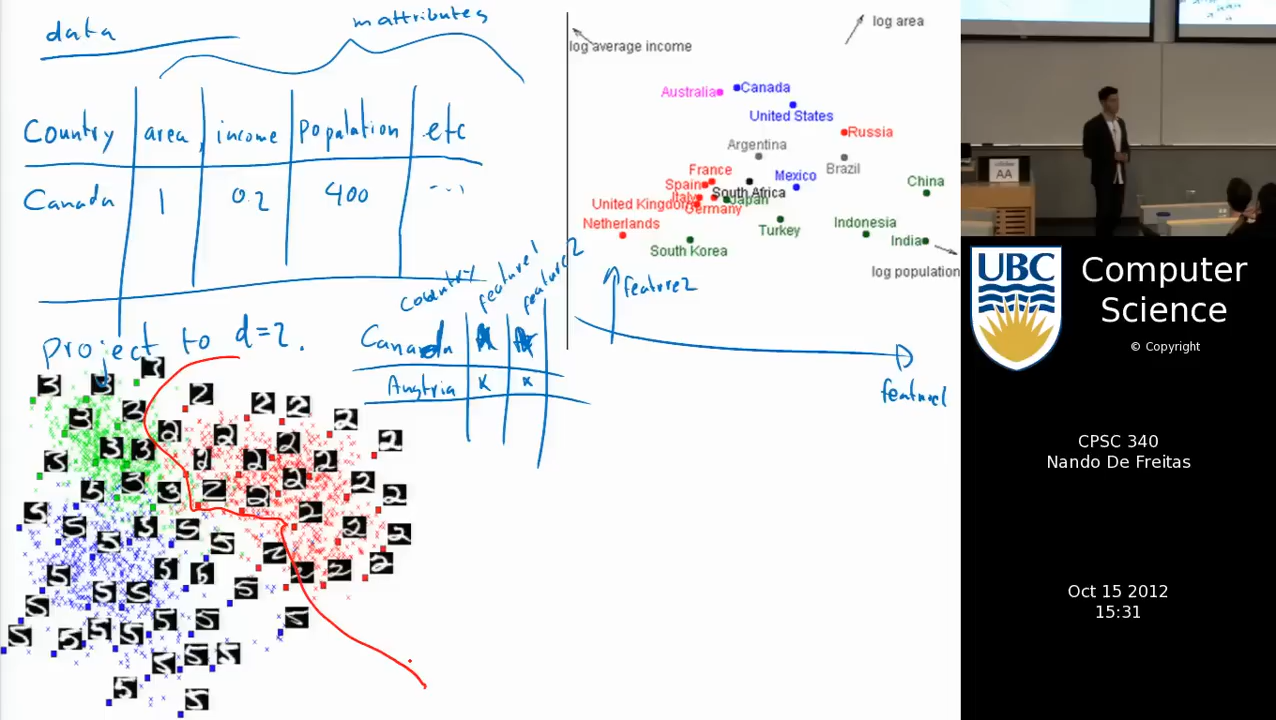 data
m attributes
Country area, income population etc
Canada 1 0.2 400 ...
project to d=2.
country feature1 feature2
Canada
Austria x x
log average income
log area
Australia
Canada
United States
Russia
Argentina
Brazil
France
Mexico
China
Spain
South Africa
Italy
Japan
United Kingdom
Germany
Netherlands
Turkey
Indonesia
South Korea
India
log population
feature2
feature1
AA
UBC
Computer
Science
© Copyright
CPSC 340
Nando De Freitas
Oct 15 2012
15:31